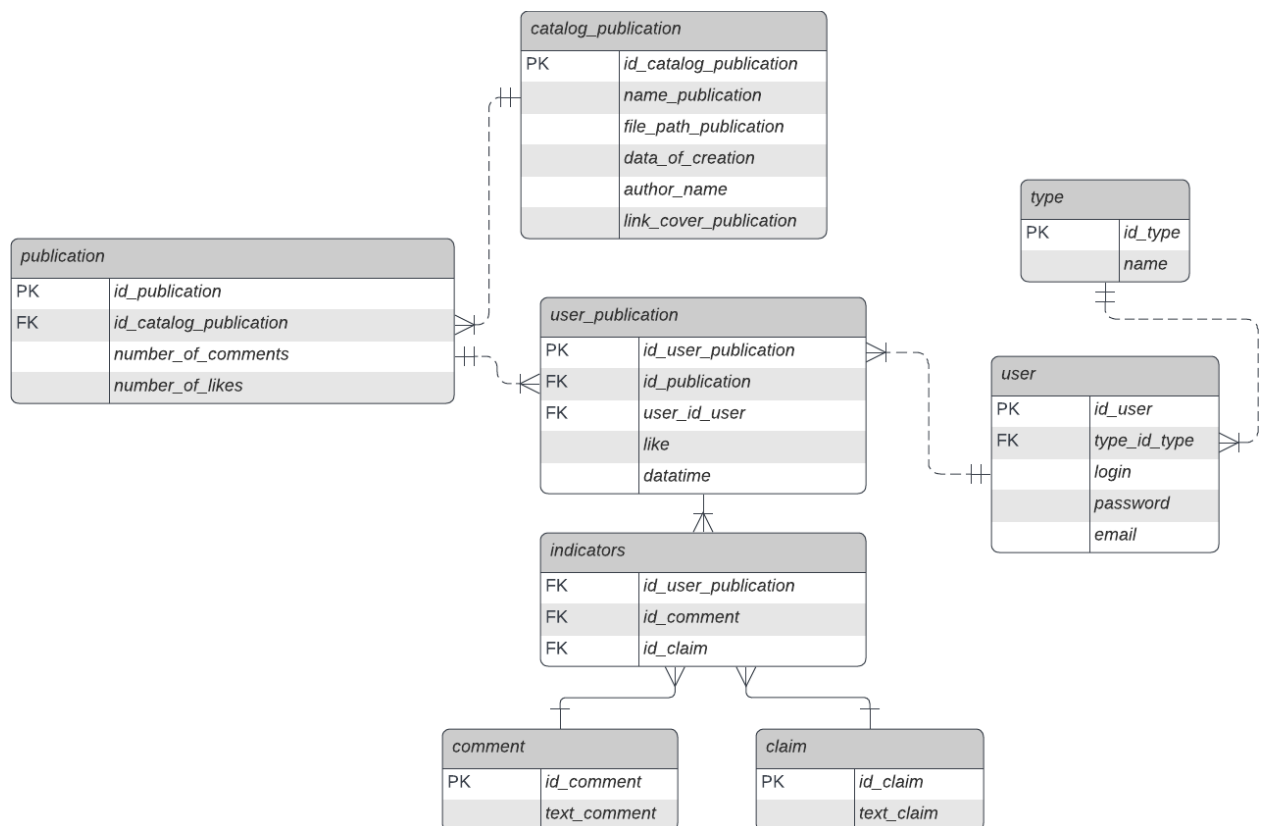 catalog_publication
PK id_catalog_publication
name_publication
file_path_publication
data_of_creation
author_name
link_cover_publication
type
PK id_type
name
publication
PK id_publication
FK id_catalog_publication
number_of_comments
number_of_likes
user_publication
PK id_user_publication
FK id_publication
FK user_id_user
like
datatime
user
PK id_user
FK type_id_type
login
password
email
indicators
FK id_user_publication
FK id_comment
FK id_claim
comment
PK id_comment
text_comment
claim
PK id_claim
text_claim